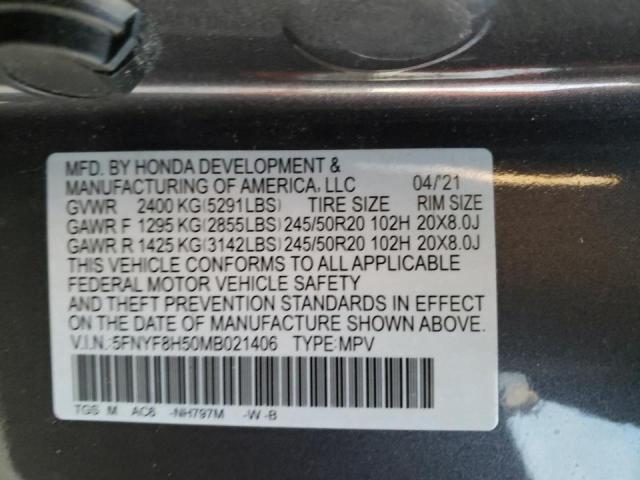 MFD. BY HONDA DEVELOPMENT &
MANUFACTURING OF AMERICA, LLC 04/'21
GVWR 2400 KG(5291LBS) TIRE SIZE RIM SIZE
GAWR F 1295 KG(2855LBS)245/50R20 102H 20X8.0J
GAWR R 1425 KG(3142LBS)245/50R20 102H 20X8.0J
THIS VEHICLE CONFORMS TO ALL APPLICABLE
FEDERAL MOTOR VEHICLE SAFETY
AND THEFT PREVENTION STANDARDS IN EFFECT
ON THE DATE OF MANUFACTURE SHOWN ABOVE.
V.I.N.:5FNYF8H50MB021406 TYPE:MPV
TGS M AC6 -NH797M -W -B